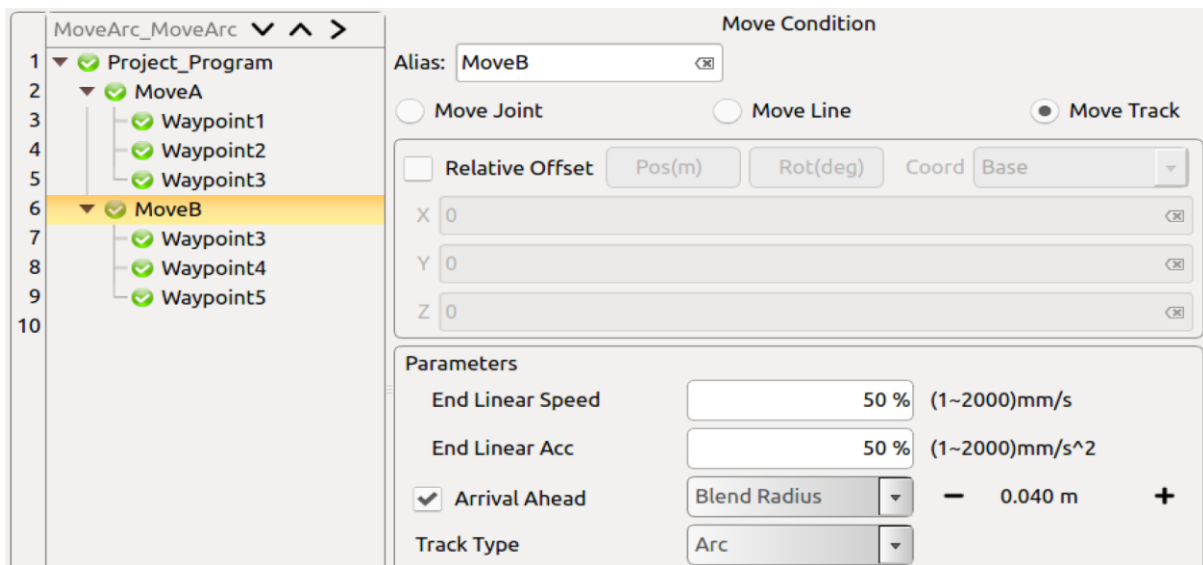 MoveArc_MoveArc
1 Project_Program
2 MoveA
3 Waypoint1
4 Waypoint2
5 Waypoint3
6 MoveB
7 Waypoint3
8 Waypoint4
9 Waypoint5
10
Move Condition
Alias: MoveB
Move Joint Move Line Move Track
Relative Offset Pos(m) Rot(deg) Coord Base
X 0
Y 0
Z 0
Parameters
End Linear Speed 50 % (1~2000)mm/s
End Linear Acc 50 % (1~2000)mm/s^2
Arrival Ahead Blend Radius − 0.040 m +
Track Type Arc